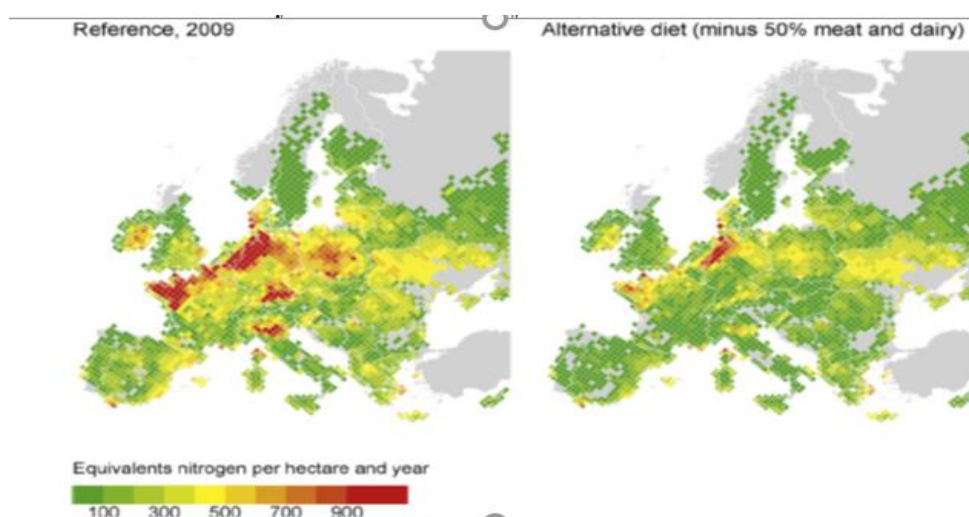 Reference, 2009
Alternative diet (minus 50% meat and dairy)
Equivalents nitrogen per hectare and year
100 300 500 700 900